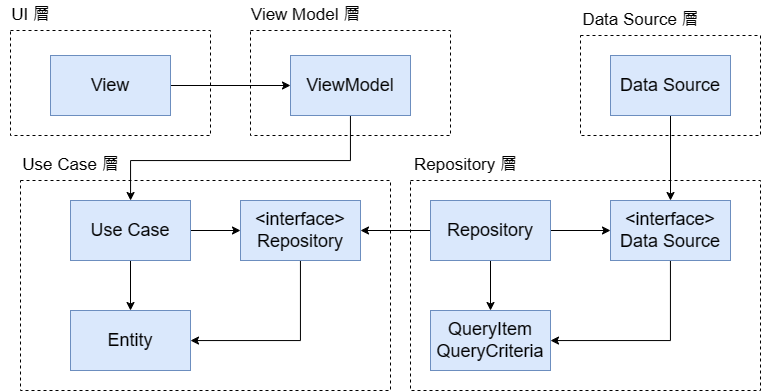 UI 層
View Model 層
Data Source 層
View
ViewModel
Data Source
Use Case 層
Repository 層
Use Case
<interface>
Repository
Repository
<interface>
Data Source
Entity
QueryItem
QueryCriteria